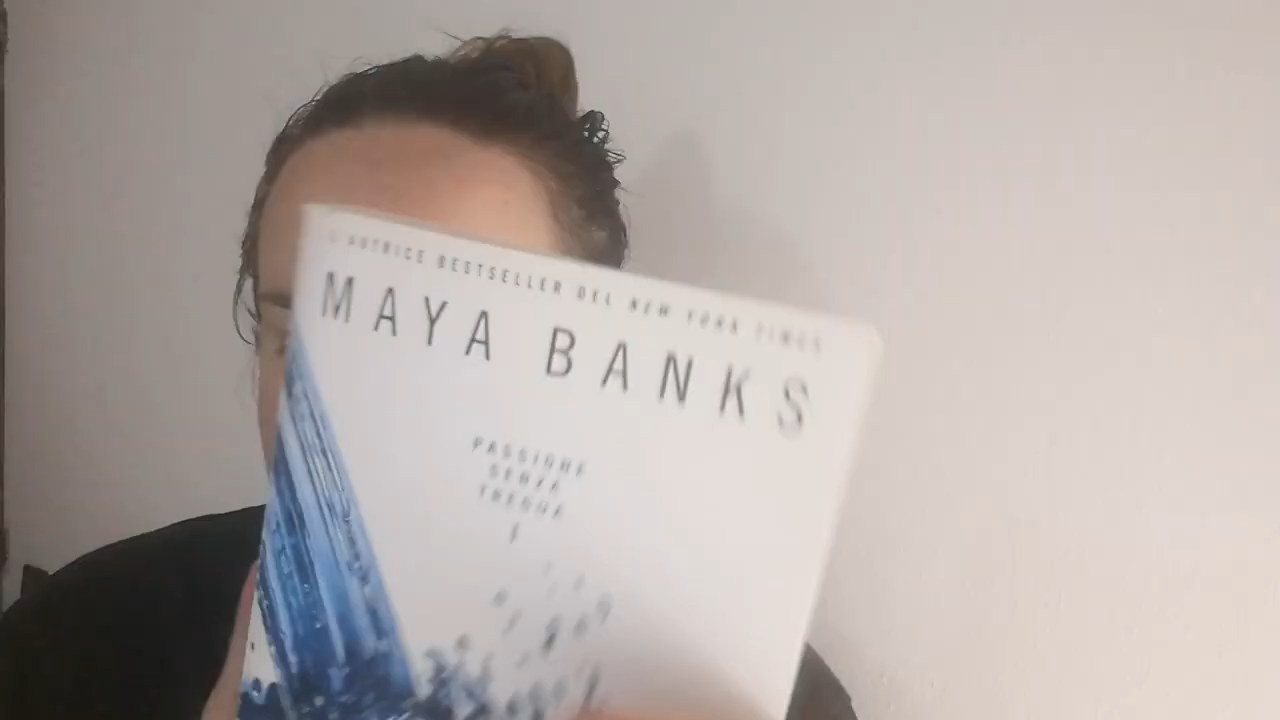 L'AUTRICE BESTSELLER DEL NEW YORK TIMES
MAYA BANKS
PASSIONE
SENZA
TREGUA
I